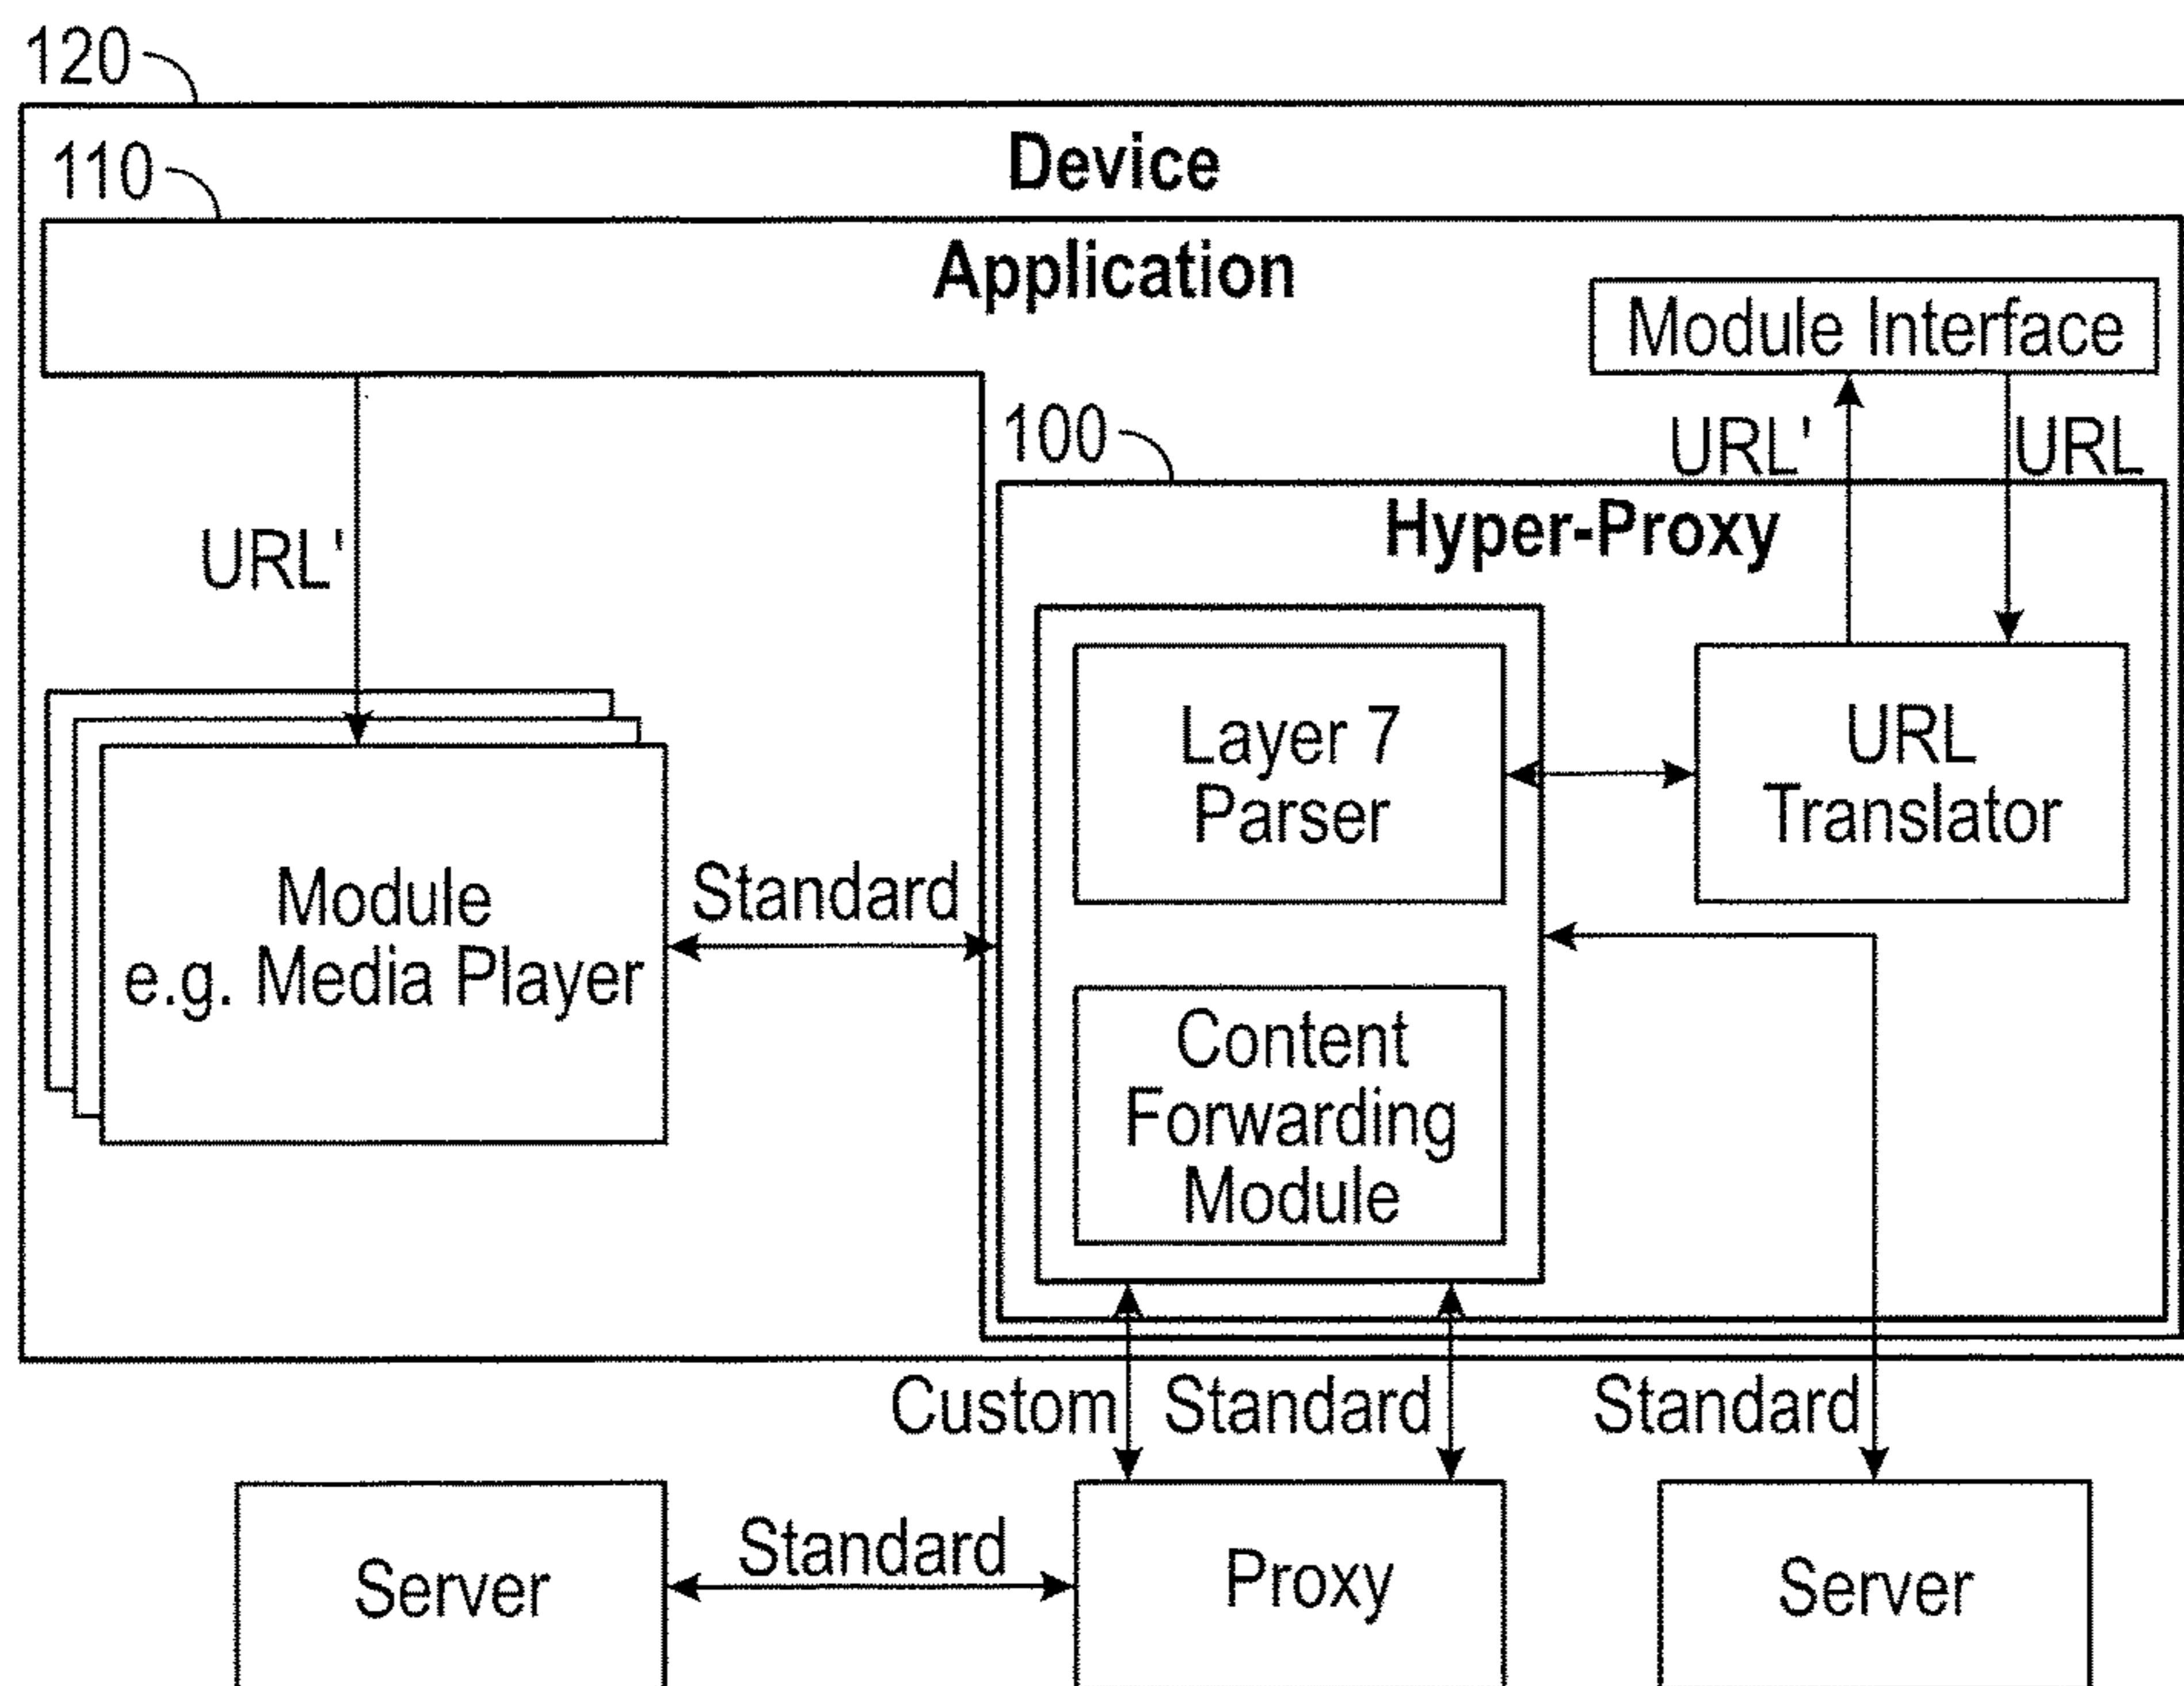 120
Device
110
Application
Module Interface
100
URL'
URL
Hyper-Proxy
URL'
Layer 7
Parser
URL
Translator
Module
e.g. Media Player
Standard
Content
Forwarding
Module
Custom
Standard
Standard
Server
Standard
Proxy
Server